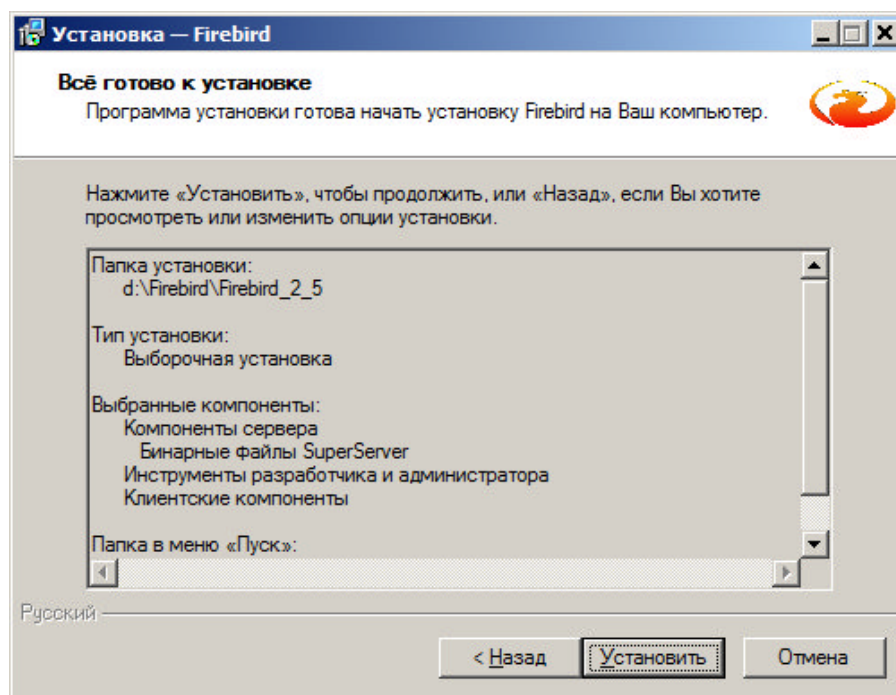 Установка — Firebird
Всё готово к установке
Программа установки готова начать установку Firebird на Ваш компьютер.
Нажмите «Установить», чтобы продолжить, или «Назад», если Вы хотите
просмотреть или изменить опции установки.
Папка установки:
d:\Firebird\Firebird_2_5
Тип установки:
Выборочная установка
Выбранные компоненты:
Компоненты сервера
Бинарные файлы SuperServer
Инструменты разработчика и администратора
Клиентские компоненты
Папка в меню «Пуск»:
Русский
< Назад
Установить
Отмена